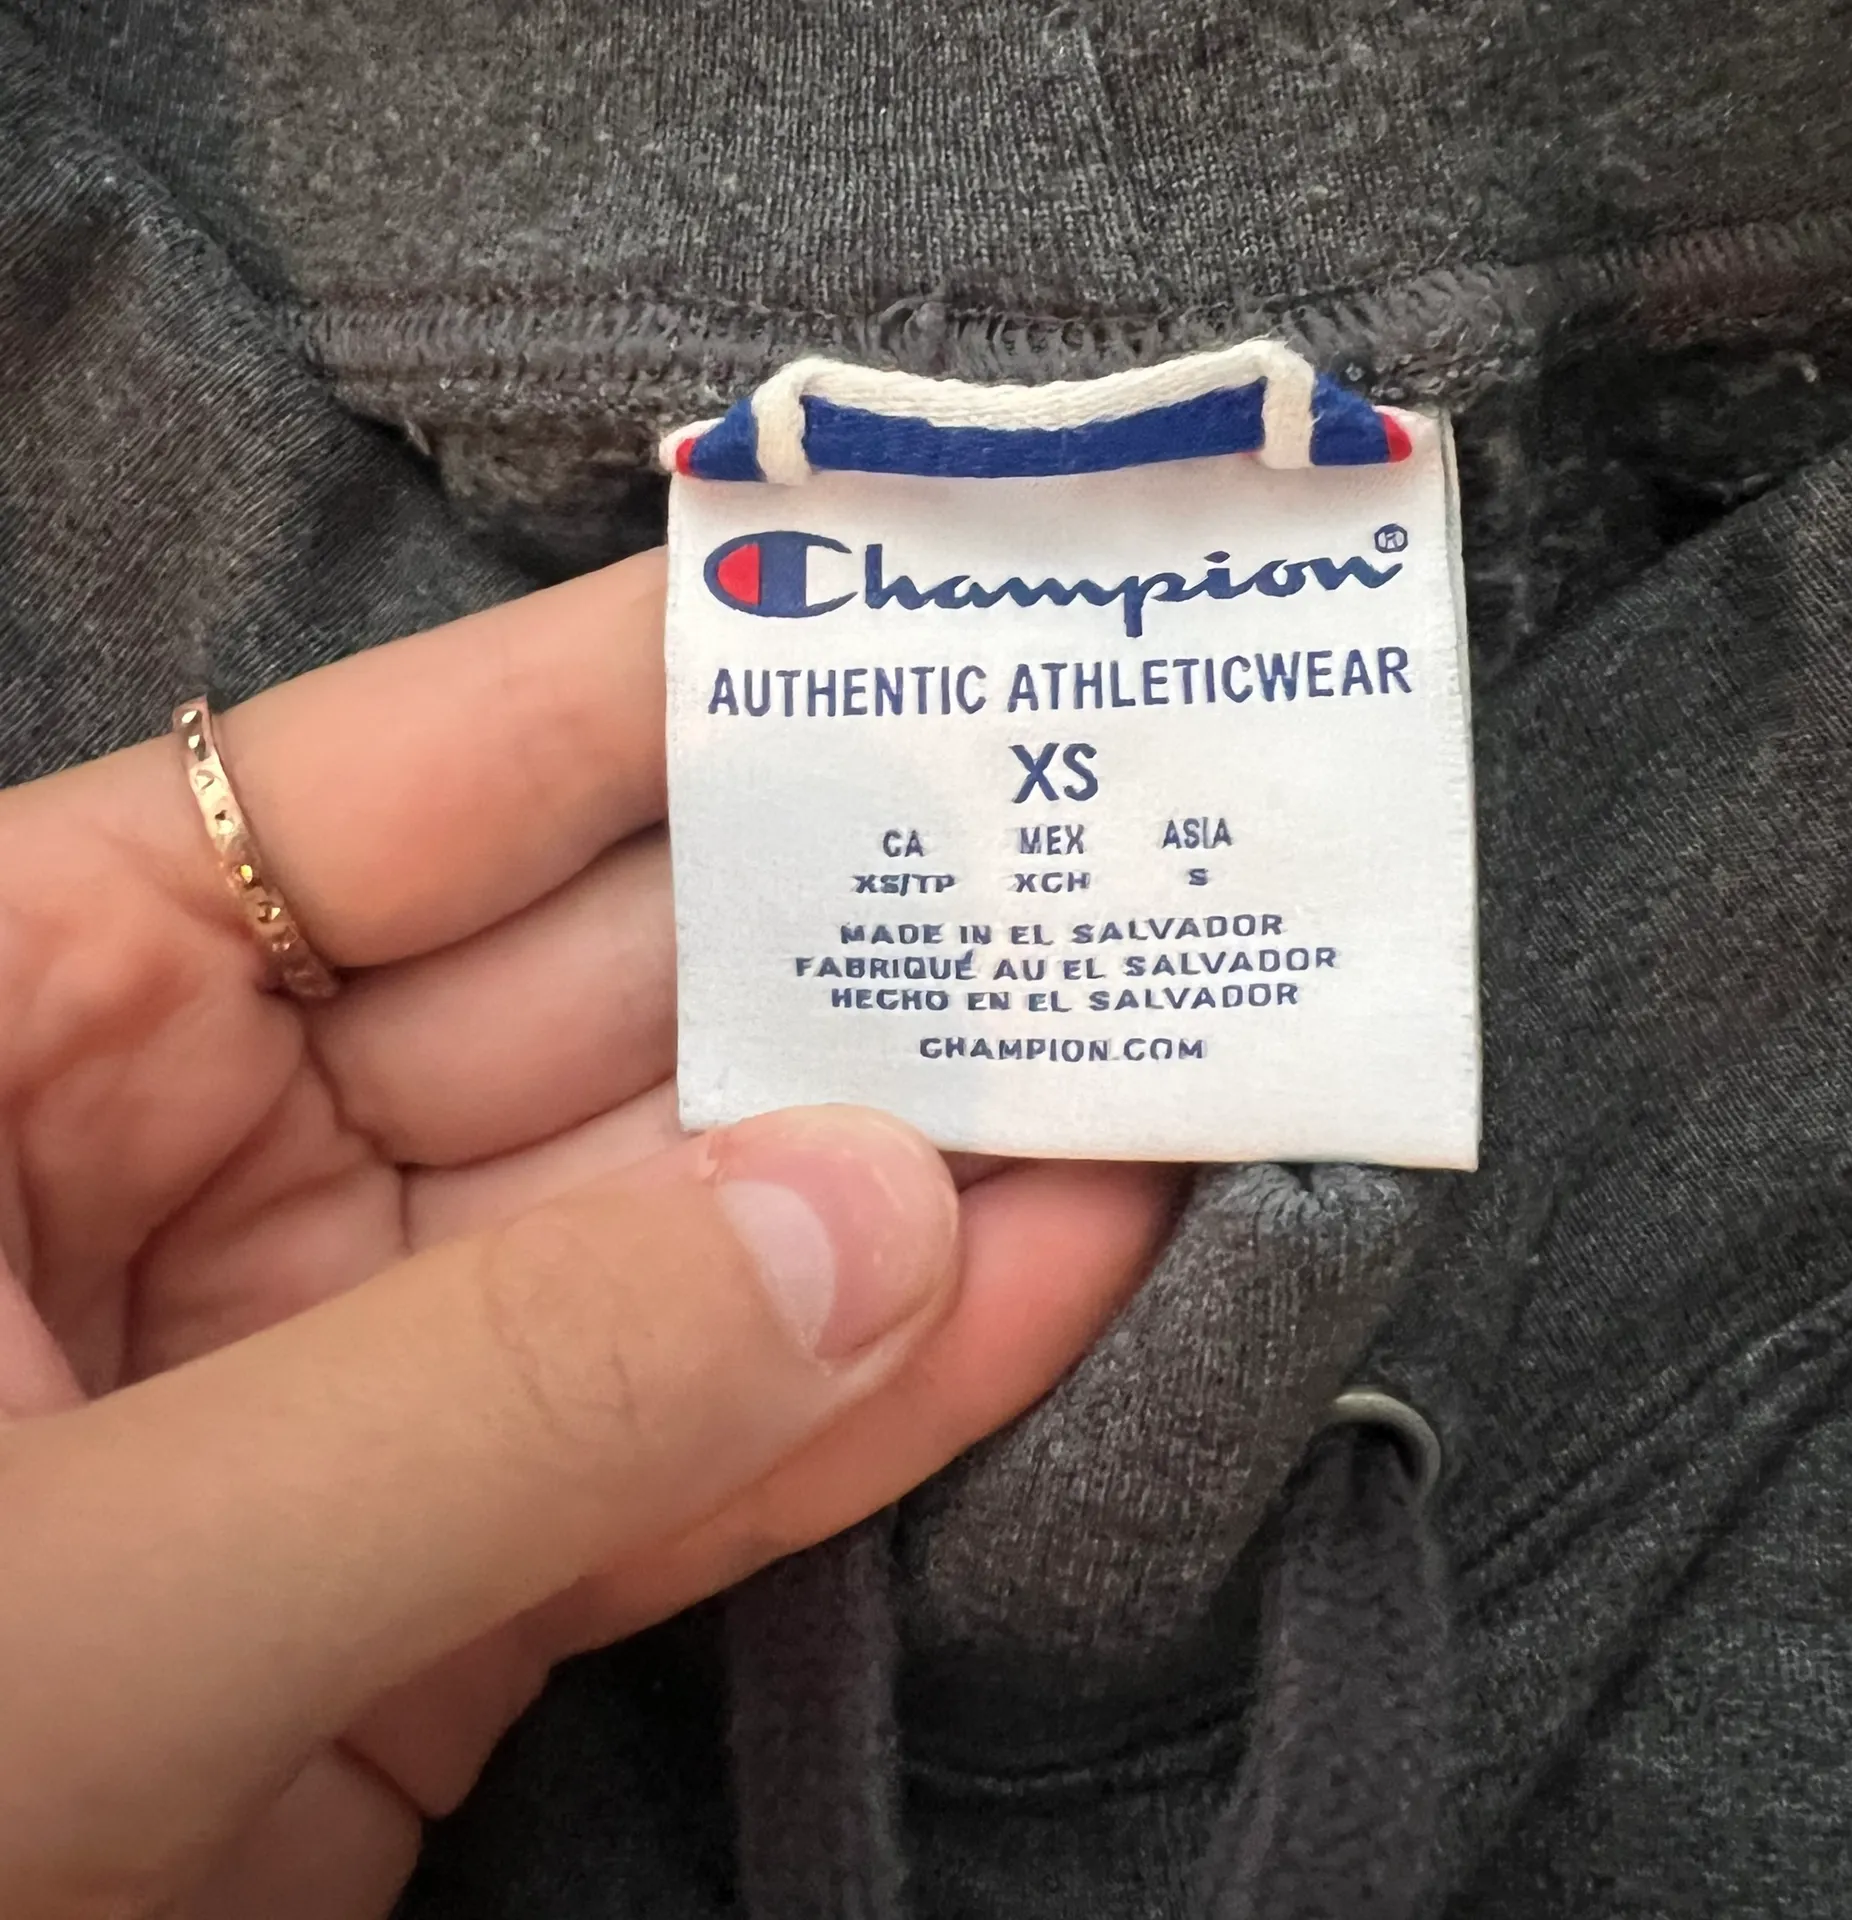 Champion®
AUTHENTIC ATHLETICWEAR
XS
CA MEX ASIA
XS/TP XCH S
MADE IN EL SALVADOR
FABRIQUÉ AU EL SALVADOR
HECHO EN EL SALVADOR
CHAMPION.COM